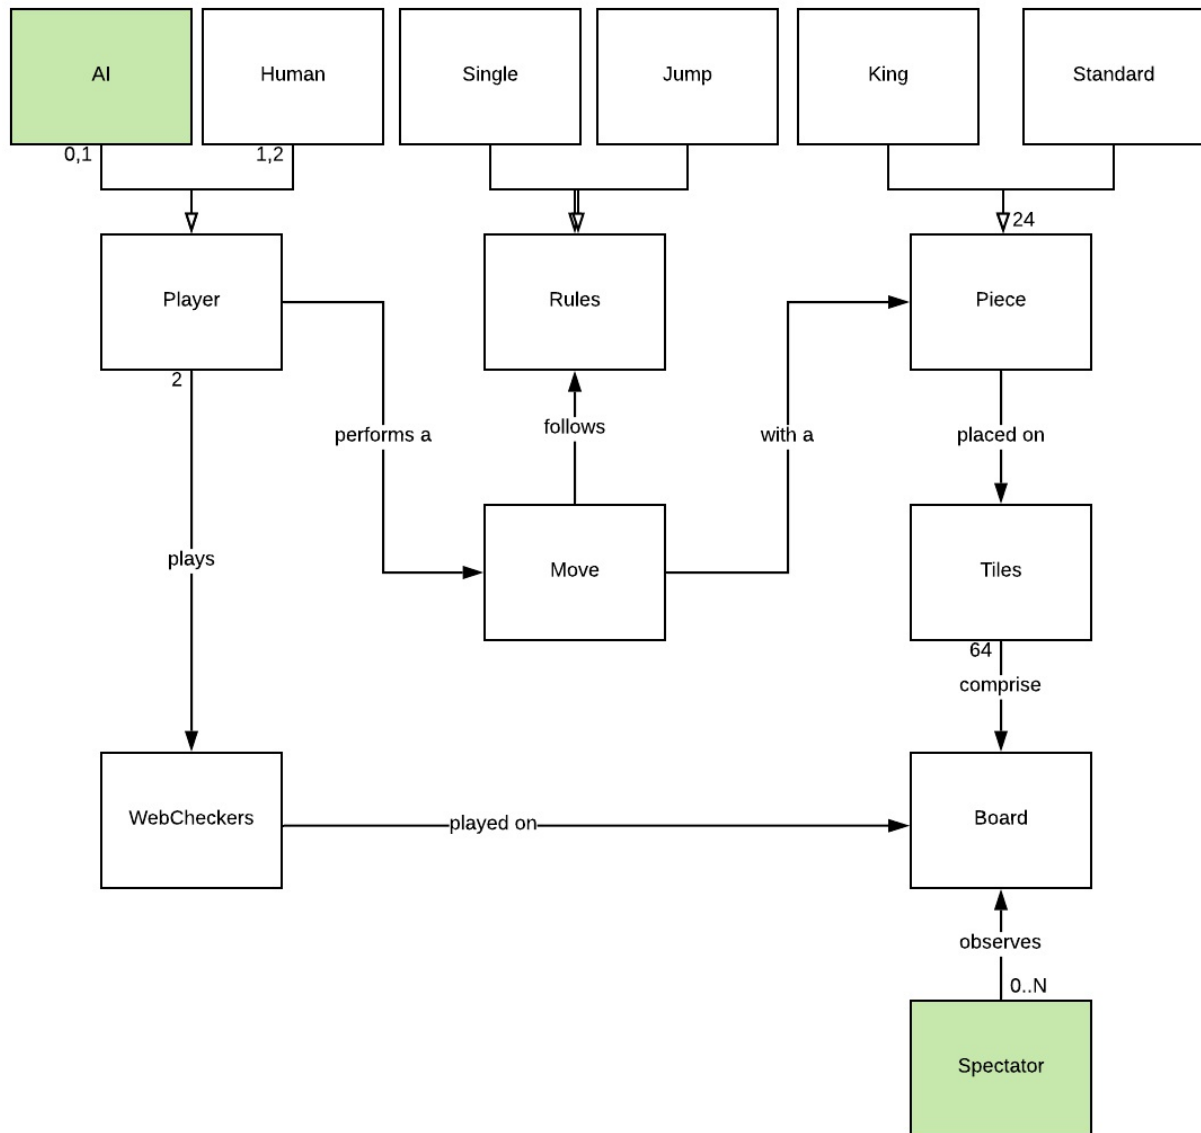 AI
Human
Single
Jump
King
Standard
0,1
1,2
24
Player
Rules
Piece
2
performs a
follows
with a
placed on
plays
Move
Tiles
64
comprise
WebCheckers
played on
Board
observes
0..N
Spectator